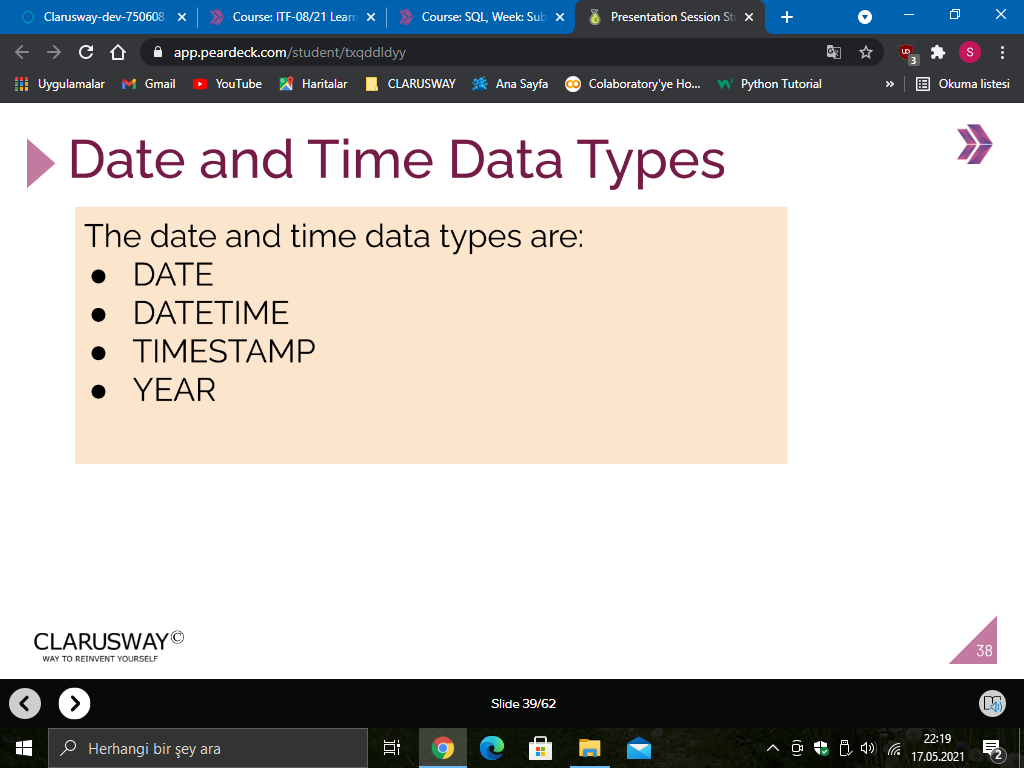 Clarusway-dev-750608
Course: ITF-08/21 Learn
Course: SQL, Week: Sub
Presentation Session St
app.peardeck.com/student/txqddldyy
UD
3
S
Uygulamalar
Gmail
YouTube
Haritalar
CLARUSWAY
Ana Sayfa
Colaboratory'ye Ho...
Python Tutorial
»
Okuma listesi
Date and Time Data Types
The date and time data types are:
● DATE
● DATETIME
● TIMESTAMP
● YEAR
CLARUSWAY©
WAY TO REINVENT YOURSELF
38
Slide 39/62
Herhangi bir şey ara
22:19
17.05.2021
2